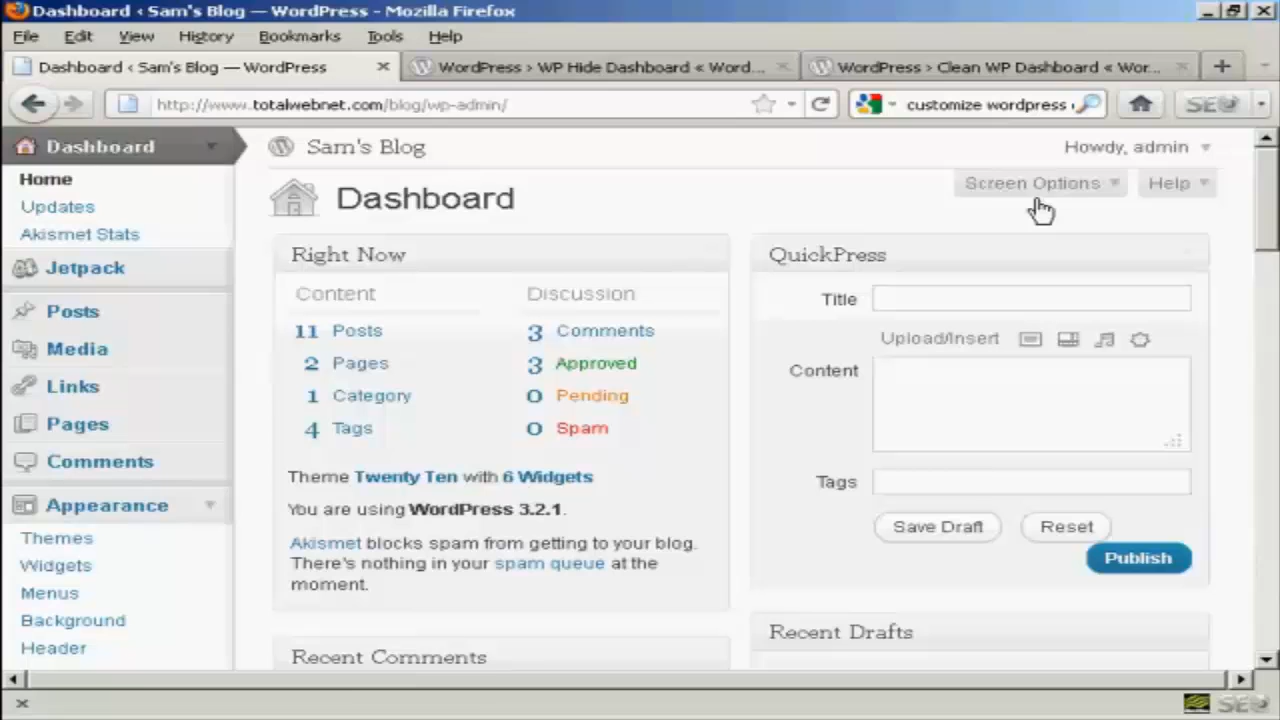 Dashboard ‹ Sam's Blog — WordPress - Mozilla Firefox
File Edit View History Bookmarks Tools Help
Dashboard ‹ Sam's Blog — WordPress
WordPress › WP Hide Dashboard « Word...
WordPress › Clean WP Dashboard « Wor...
http://www.totalwebnet.com/blog/wp-admin/
customize wordpress
SEO
Dashboard
Home
Updates
Akismet Stats
Jetpack
Posts
Media
Links
Pages
Comments
Appearance
Themes
Widgets
Menus
Background
Header
Sam's Blog
Howdy, admin
Screen Options
Help
Dashboard
Right Now
Content
Discussion
11 Posts
3 Comments
2 Pages
3 Approved
1 Category
0 Pending
4 Tags
0 Spam
Theme Twenty Ten with 6 Widgets
You are using WordPress 3.2.1.
Akismet blocks spam from getting to your blog.
There's nothing in your spam queue at the
moment.
Recent Comments
QuickPress
Title
Upload/Insert
Content
Tags
Save Draft
Reset
Publish
Recent Drafts
SEO